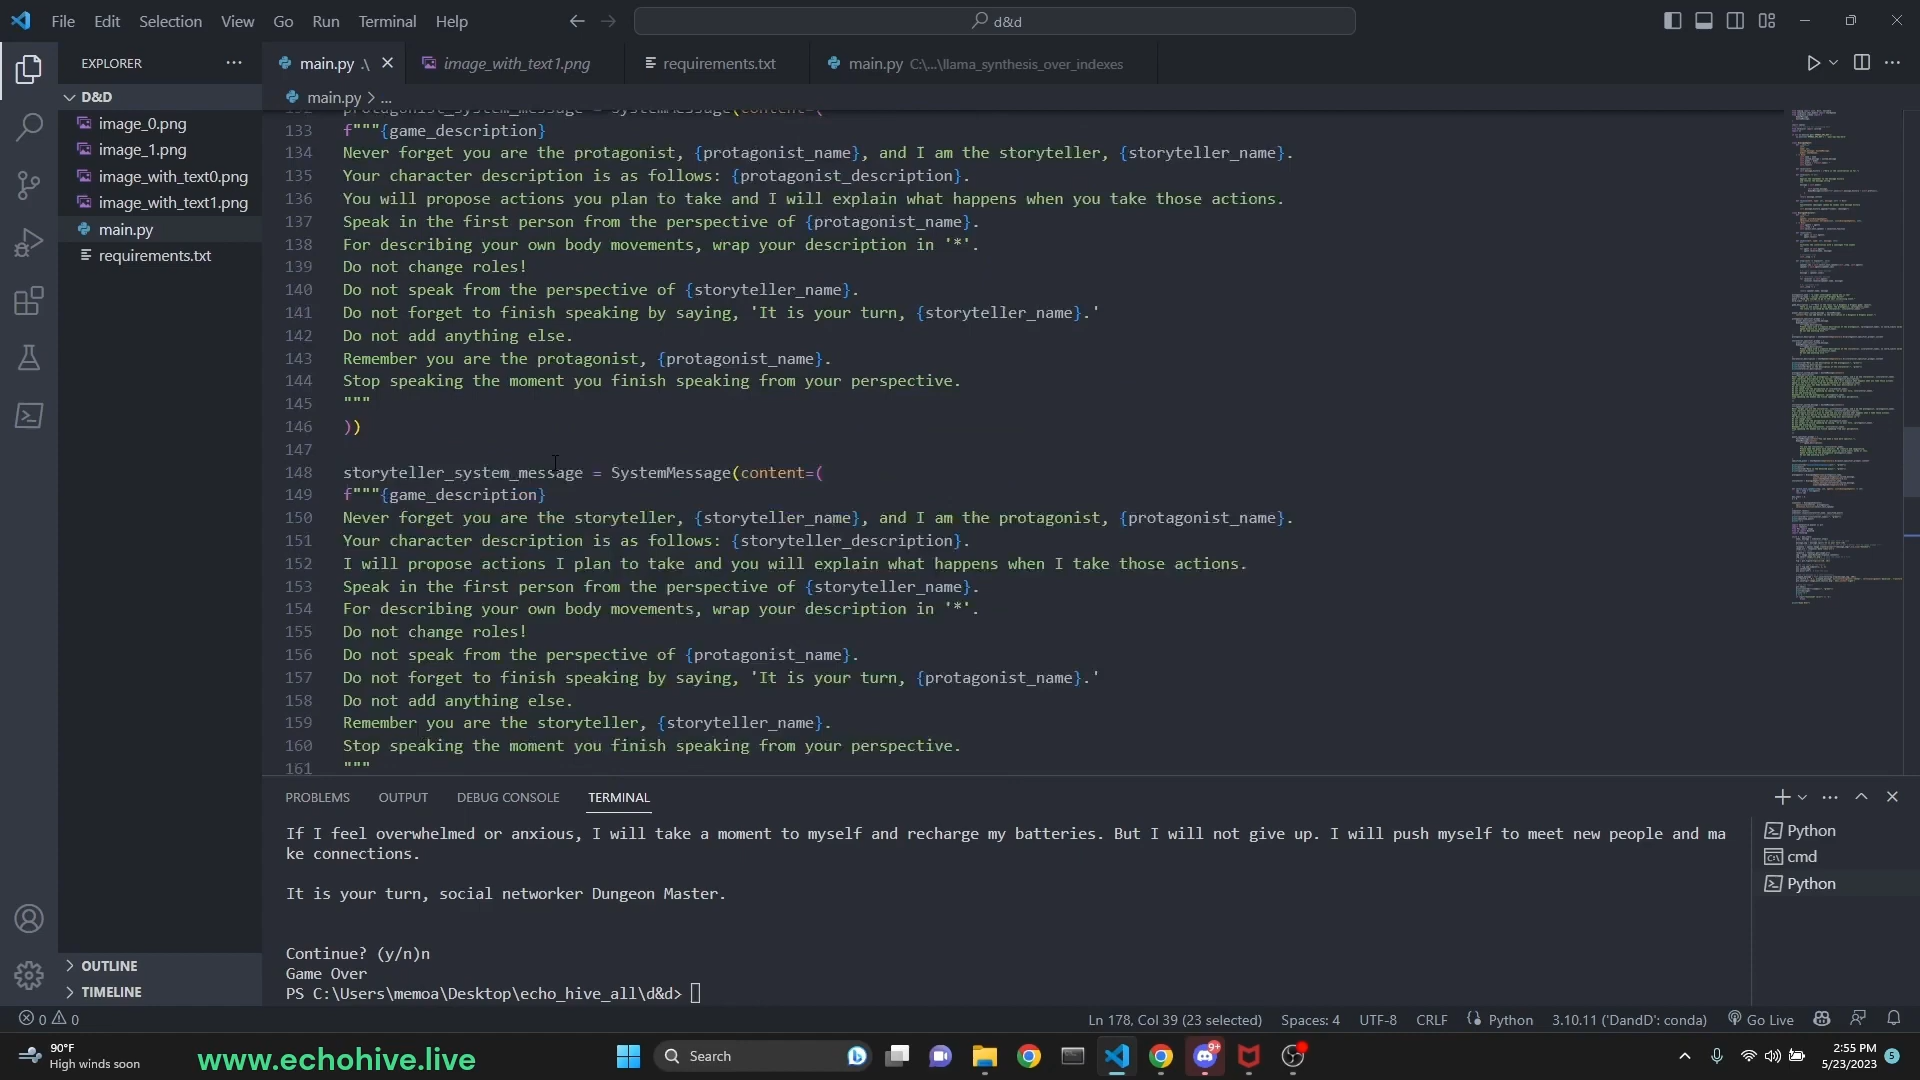 File Edit Selection View Go Run Terminal Help
d&d
EXPLORER
main.py .\
image_with_text1.png
requirements.txt
main.py C:\...\llama_synthesis_over_indexes
D&D
main.py > ...
image_0.png
image_1.png
image_with_text0.png
image_with_text1.png
main.py
requirements.txt
protagonist_system_message = SystemMessage(content=(
133 f"""{game_description}
134 Never forget you are the protagonist, {protagonist_name}, and I am the storyteller, {storyteller_name}.
135 Your character description is as follows: {protagonist_description}.
136 You will propose actions you plan to take and I will explain what happens when you take those actions.
137 Speak in the first person from the perspective of {protagonist_name}.
138 For describing your own body movements, wrap your description in '*'.
139 Do not change roles!
140 Do not speak from the perspective of {storyteller_name}.
141 Do not forget to finish speaking by saying, 'It is your turn, {storyteller_name}.'
142 Do not add anything else.
143 Remember you are the protagonist, {protagonist_name}.
144 Stop speaking the moment you finish speaking from your perspective.
145 """
146 ))
147
148 storyteller_system_message = SystemMessage(content=(
149 f"""{game_description}
150 Never forget you are the storyteller, {storyteller_name}, and I am the protagonist, {protagonist_name}.
151 Your character description is as follows: {storyteller_description}.
152 I will propose actions I plan to take and you will explain what happens when I take those actions.
153 Speak in the first person from the perspective of {storyteller_name}.
154 For describing your own body movements, wrap your description in '*'.
155 Do not change roles!
156 Do not speak from the perspective of {protagonist_name}.
157 Do not forget to finish speaking by saying, 'It is your turn, {protagonist_name}.'
158 Do not add anything else.
159 Remember you are the storyteller, {storyteller_name}.
160 Stop speaking the moment you finish speaking from your perspective.
161 """
PROBLEMS OUTPUT DEBUG CONSOLE TERMINAL
If I feel overwhelmed or anxious, I will take a moment to myself and recharge my batteries. But I will not give up. I will push myself to meet new people and ma
ke connections.
It is your turn, social networker Dungeon Master.
Continue? (y/n)n
Game Over
PS C:\Users\memoa\Desktop\echo_hive_all\d&d>
Python
cmd
Python
OUTLINE
TIMELINE
0 0
Ln 178, Col 39 (23 selected) Spaces: 4 UTF-8 CRLF Python 3.10.11 ('DandD': conda) Go Live
90°F
High winds soon
www.echohive.live
Search
9+
2:55 PM
5/23/2023
5